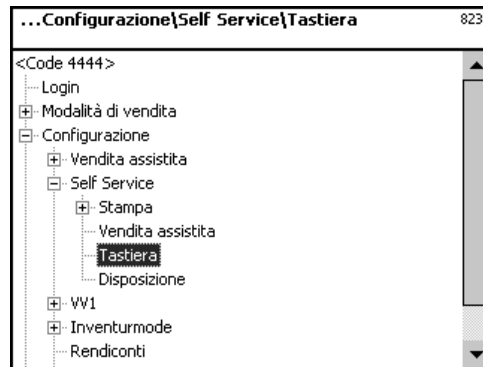 ...Configurazione\Self Service\Tastiera 823
<Code 4444>
Login
Modalità di vendita
Configurazione
Vendita assistita
Self Service
Stampa
Vendita assistita
Tastiera
Disposizione
VV1
Inventurmode
Rendiconti